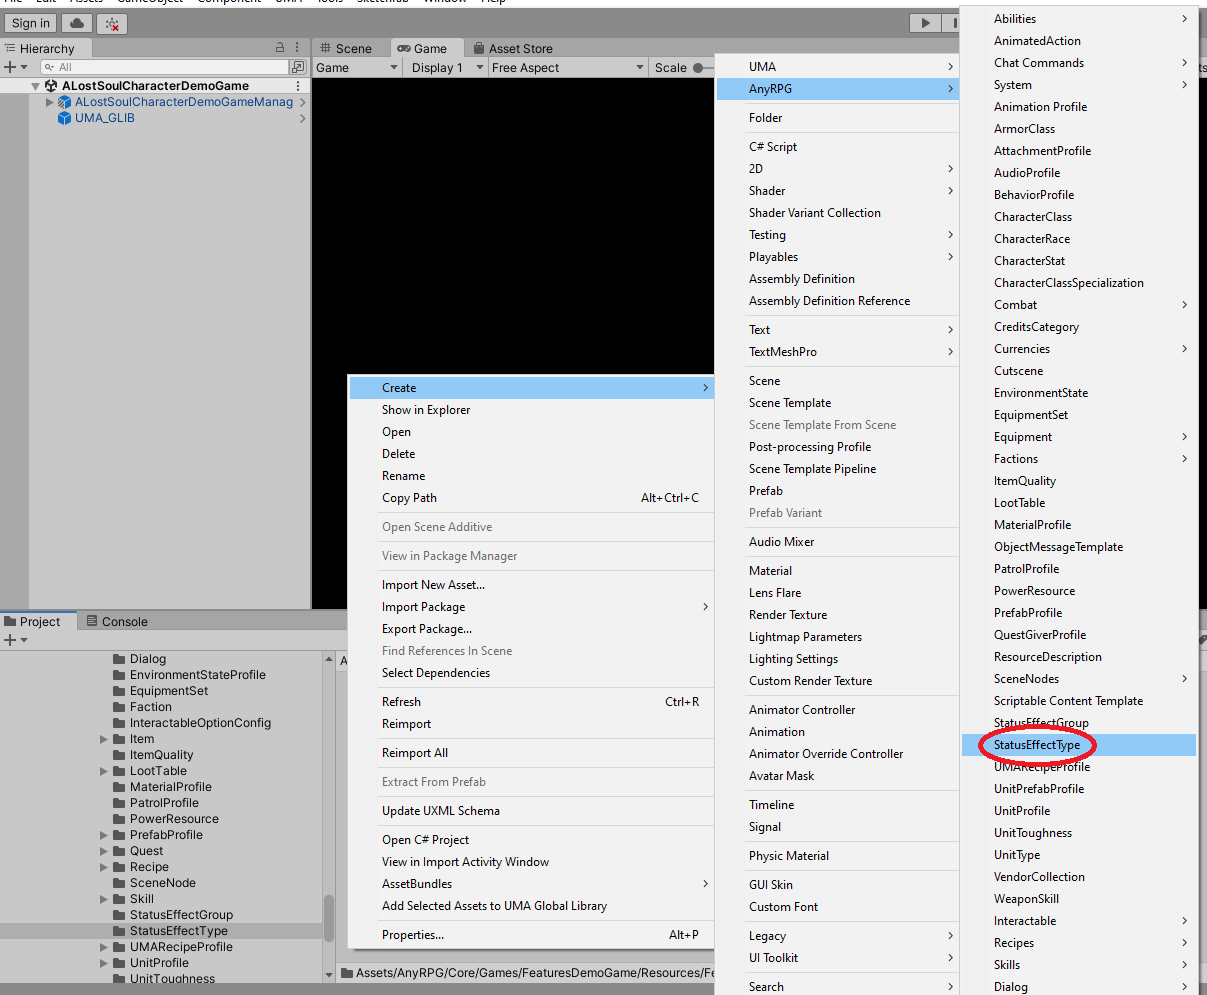 File Edit Assets GameObject Component UMA Tools Sketchfab Window Help
Sign in
Hierarchy
All
ALostSoulCharacterDemoGame
ALostSoulCharacterDemoGameManag
UMA_GLIB
Scene
Game
Asset Store
Game
Display 1
Free Aspect
Scale
Create
Show in Explorer
Open
Delete
Rename
Copy Path Alt+Ctrl+C
Open Scene Additive
View in Package Manager
Import New Asset...
Import Package
Export Package...
Find References In Scene
Select Dependencies
Refresh Ctrl+R
Reimport
Reimport All
Extract From Prefab
Update UXML Schema
Open C# Project
View in Import Activity Window
AssetBundles
Add Selected Assets to UMA Global Library
Properties... Alt+P
UMA
AnyRPG
Folder
C# Script
2D
Shader
Shader Variant Collection
Testing
Playables
Assembly Definition
Assembly Definition Reference
Text
TextMeshPro
Scene
Scene Template
Scene Template From Scene
Post-processing Profile
Scene Template Pipeline
Prefab
Prefab Variant
Audio Mixer
Material
Lens Flare
Render Texture
Lightmap Parameters
Lighting Settings
Custom Render Texture
Animator Controller
Animation
Animator Override Controller
Avatar Mask
Timeline
Signal
Physic Material
GUI Skin
Custom Font
Legacy
UI Toolkit
Search
Abilities
AnimatedAction
Chat Commands
System
Animation Profile
ArmorClass
AttachmentProfile
AudioProfile
BehaviorProfile
CharacterClass
CharacterRace
CharacterStat
CharacterClassSpecialization
Combat
CreditsCategory
Currencies
Cutscene
EnvironmentState
EquipmentSet
Equipment
Factions
ItemQuality
LootTable
MaterialProfile
ObjectMessageTemplate
PatrolProfile
PowerResource
PrefabProfile
QuestGiverProfile
ResourceDescription
SceneNodes
Scriptable Content Template
StatusEffectGroup
StatusEffectType
UMARecipeProfile
UnitPrefabProfile
UnitProfile
UnitToughness
UnitType
VendorCollection
WeaponSkill
Interactable
Recipes
Skills
Dialog
Project
Console
Dialog
EnvironmentStateProfile
EquipmentSet
Faction
InteractableOptionConfig
Item
ItemQuality
LootTable
MaterialProfile
PatrolProfile
PowerResource
PrefabProfile
Quest
Recipe
SceneNode
Skill
StatusEffectGroup
StatusEffectType
UMARecipeProfile
UnitProfile
UnitToughness
Assets/AnyRPG/Core/Games/FeaturesDemoGame/Resources/Fe